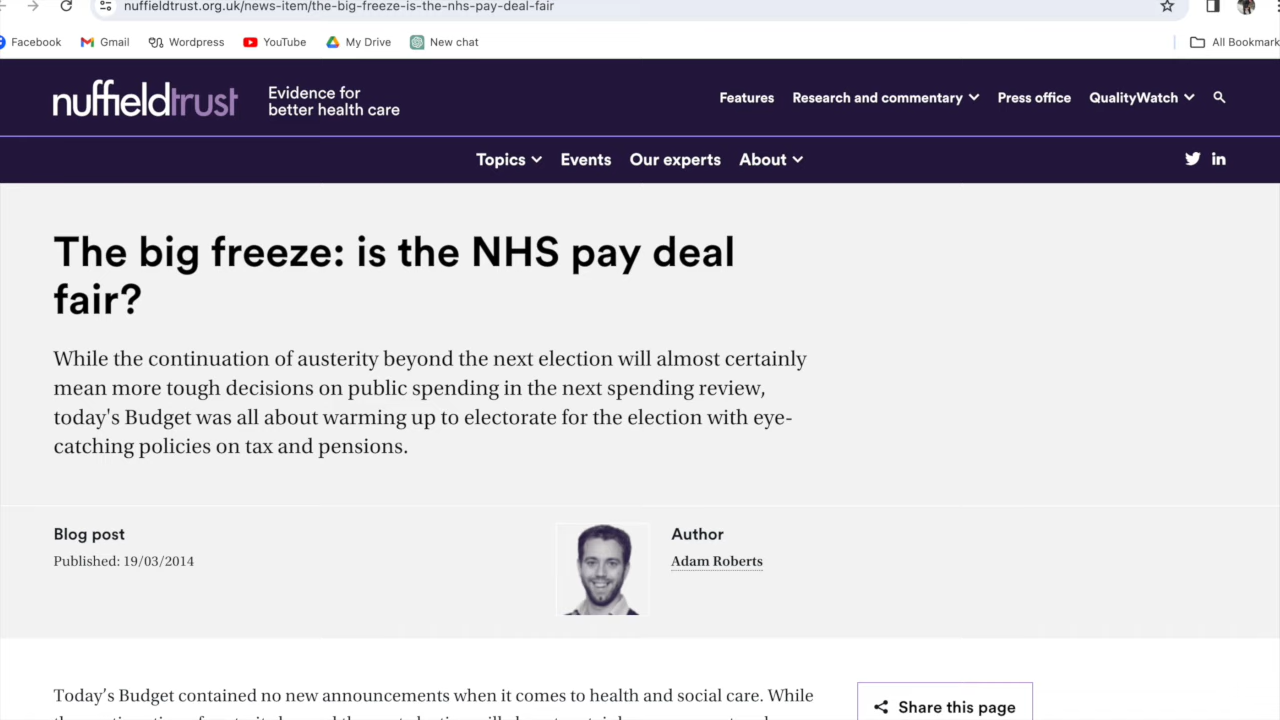 nuffieldtrust.org.uk/news-item/the-big-freeze-is-the-nhs-pay-deal-fair
Facebook Gmail Wordpress YouTube My Drive New chat All Bookmark
nuffieldtrust Evidence for
better health care
Features Research and commentary Press office QualityWatch
Topics Events Our experts About
The big freeze: is the NHS pay deal
fair?
While the continuation of austerity beyond the next election will almost certainly
mean more tough decisions on public spending in the next spending review,
today's Budget was all about warming up to electorate for the election with eye-
catching policies on tax and pensions.
Blog post
Published: 19/03/2014
Author
Adam Roberts
Today’s Budget contained no new announcements when it comes to health and social care. While
Share this page